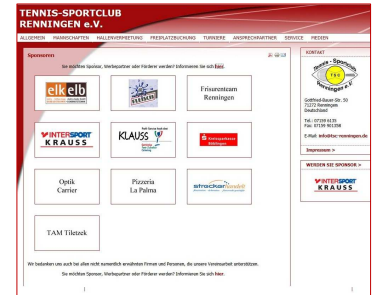 TENNIS-SPORTCLUB
RENNINGEN e.V.
ALLGEMEIN MANNSCHAFTEN HALLENVERMIETUNG FREIPLATZBUCHUNG TURNIERE ANSPRECHPARTNER SERVICE MEDIEN
Sponsoren
Sie möchten Sponsor, Werbepartner oder Förderer werden? Informieren Sie sich hier.
elk elb
Frisurenteam
Renningen
INTERSPORT
KRAUSS
KLAUSS
Kreissparkasse
Böblingen
Optik
Carrier
Pizzeria
La Palma
TAM Tiletzek
Wir bedanken uns auch bei allen nicht namentlich erwähnten Firmen und Personen, die unsere Vereinsarbeit unterstützen.
Sie möchten Sponsor, Werbepartner oder Förderer werden? Informieren Sie sich hier.
KONTAKT
Tennis - Sportclub
Renningen e.V.
Gottfried-Bauer-Str. 50
71272 Renningen
Deutschland
Tel.: 07159 6135
Fax: 07159 901358
E-Mail: info@tsc-renningen.de
Impressum >
WERDEN SIE SPONSOR >
INTERSPORT
KRAUSS